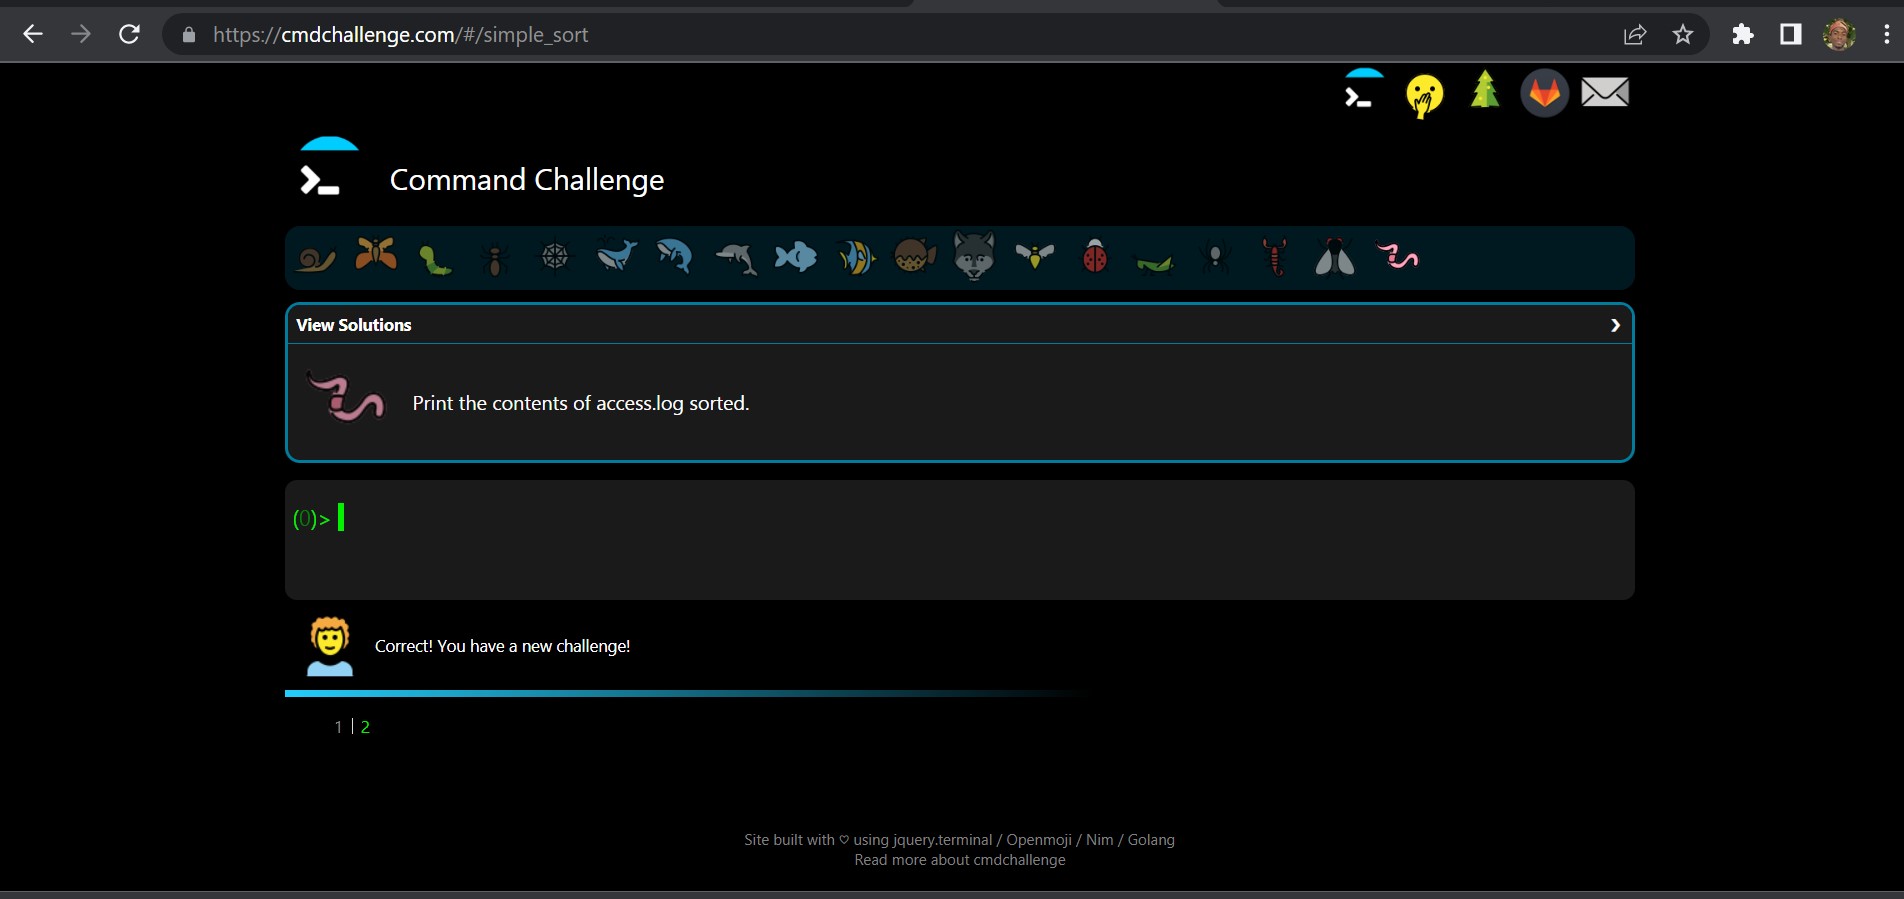 https://cmdchallenge.com/#/simple_sort
Command Challenge
View Solutions
Print the contents of access.log sorted.
(0)>
Correct! You have a new challenge!
1 | 2
Site built with ♡ using jquery.terminal / Openmoji / Nim / Golang
Read more about cmdchallenge